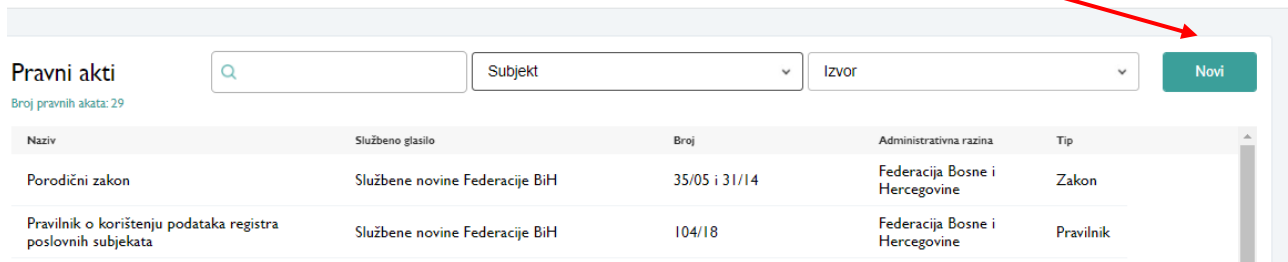 Pravni akti
Subjekt
Izvor
Novi
Broj pravnih akata: 29
Naziv Službeno glasilo Broj Administrativna razina Tip
Porodični zakon Službene novine Federacije BiH 35/05 i 31/14 Federacija Bosne i
Hercegovine Zakon
Pravilnik o korištenju podataka registra
poslovnih subjekata Službene novine Federacije BiH 104/18 Federacija Bosne i
Hercegovine Pravilnik